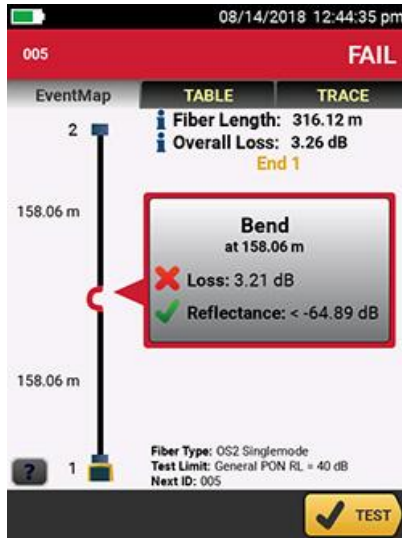 08/14/2018 12:44:35 pm
005 FAIL
EventMap TABLE TRACE
i Fiber Length: 316.12 m
i Overall Loss: 3.26 dB
End 1
2
158.06 m
Bend
at 158.06 m
Loss: 3.21 dB
Reflectance: < -64.89 dB
158.06 m
Fiber Type: OS2 Singlemode
Test Limit: General PON RL = 40 dB
Next ID: 005
? 1
TEST